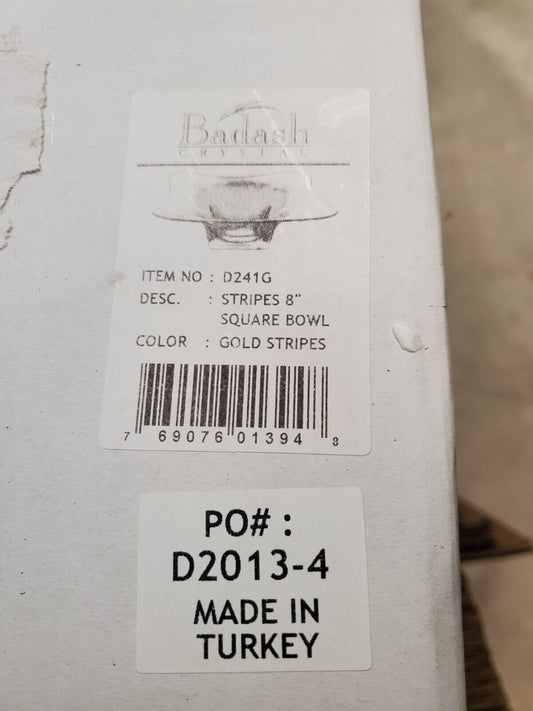 Badash
CRYSTAL
ITEM NO : D241G
DESC. : STRIPES 8"
SQUARE BOWL
COLOR : GOLD STRIPES
7 69076 01394 8
PO# :
D2013-4
MADE IN
TURKEY